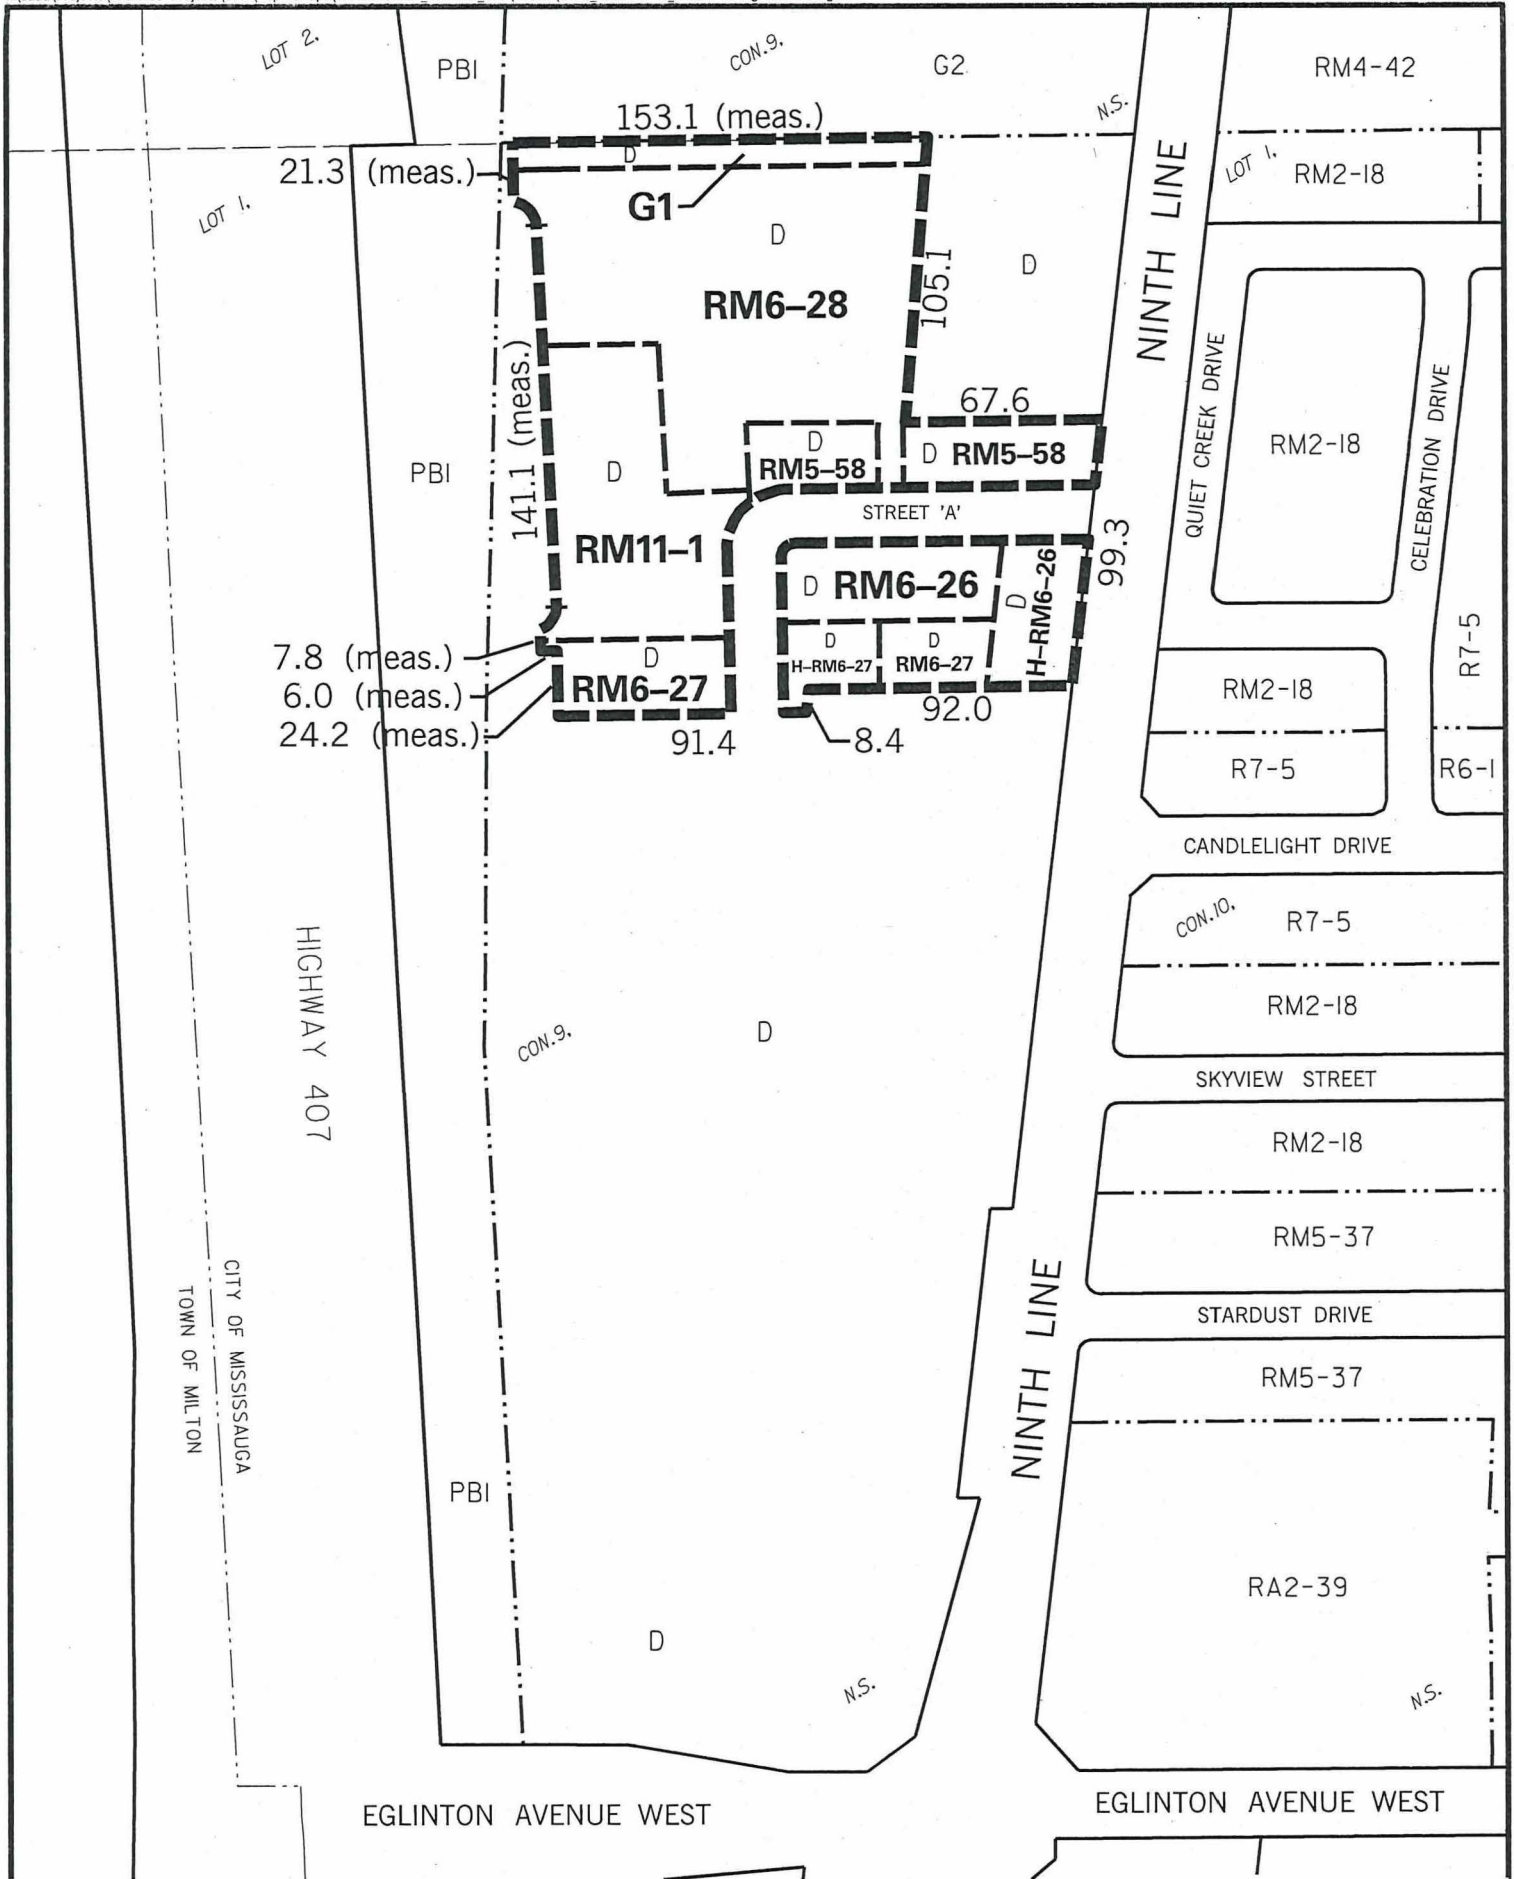 LOT 2.
PB1
CON.9.
G2
RM4-42
153.1 (meas.)
N.S.
D
21.3 (meas.)
LOT 1.
RM2-18
LOT 1.
G1
D
NINTH LINE
D
RM6-28
105.1
141.1 (meas.)
QUIET CREEK DRIVE
CELEBRATION DRIVE
67.6
PB1
D
D
RM5-58
D RM5-58
RM2-18
STREET 'A'
RM11-1
99.3
D RM6-26
D
H-RM6-26
R7-5
7.8 (meas.)
D
RM6-27
D
H-RM6-27
D
RM6-27
RM2-18
6.0 (meas.)
24.2 (meas.)
91.4
8.4
92.0
R7-5
R6-1
CANDLELIGHT DRIVE
CON.10.
R7-5
HIGHWAY 407
RM2-18
CON.9.
D
SKYVIEW STREET
RM2-18
RM5-37
CITY OF MISSISSAUGA
TOWN OF MILTON
NINTH LINE
STARDUST DRIVE
RM5-37
PB1
RA2-39
D
N.S.
N.S.
EGLINTON AVENUE WEST
EGLINTON AVENUE WEST